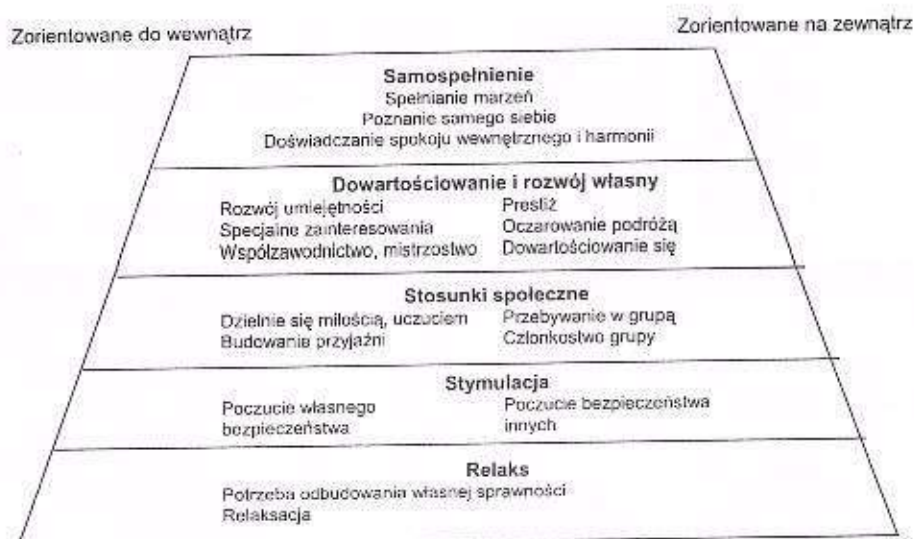 Zorientowane do wewnątrz
Zorientowane na zewnątrz
Samospełnienie
Spełnianie marzeń
Poznanie samego siebie
Doświadczanie spokoju wewnętrznego i harmonii
Dowartościowanie i rozwój własny
Rozwój umiejętności
Specjalne zainteresowania
Współzawodnictwo, mistrzostwo
Prestiż
Oczarowanie podróżą
Dowartościowanie się
Stosunki społeczne
Dzielnie się miłością, uczuciem
Budowanie przyjaźni
Przebywanie w grupą
Członkostwo grupy
Stymulacja
Poczucie własnego
bezpieczeństwa
Poczucie bezpieczeństwa
innych
Relaks
Potrzeba odbudowania własnej sprawności
Relaksacja